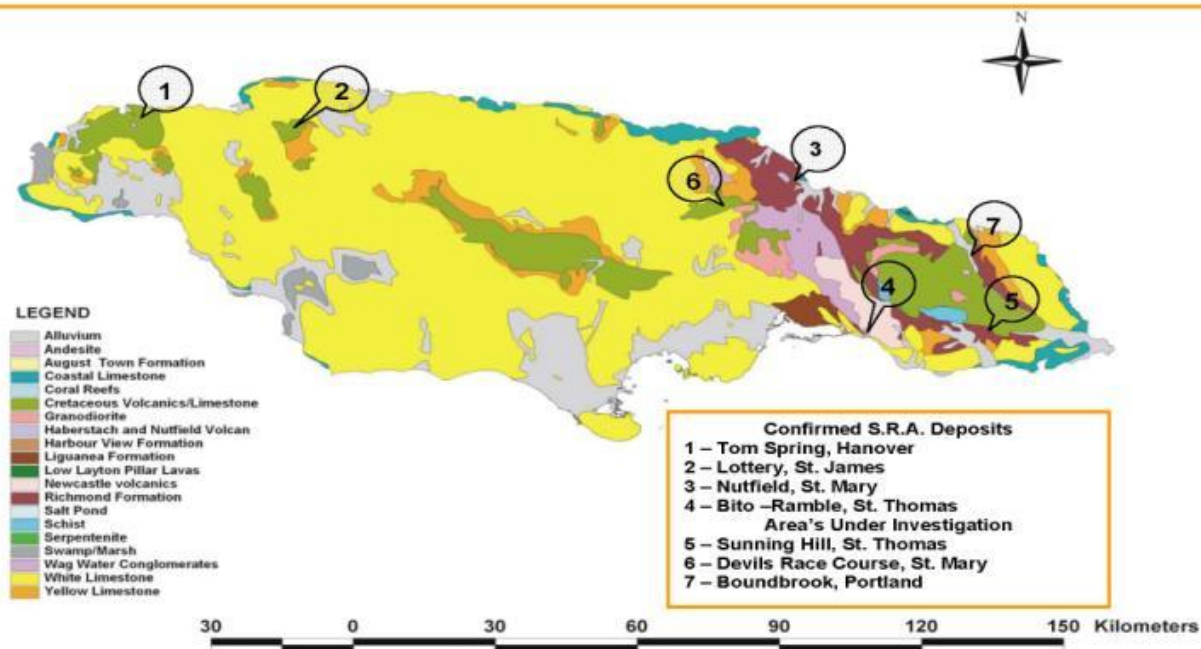 N
1
2
3
6
7
4
5
LEGEND
Alluvium
Andesite
August Town Formation
Coastal Limestone
Coral Reefs
Cretaceous Volcanics/Limestone
Granodiorite
Haberstach and Nutfield Volcan
Harbour View Formation
Liguanea Formation
Low Layton Pillar Lavas
Newcastle volcanics
Richmond Formation
Salt Pond
Schist
Serpentenite
Swamp/Marsh
Wag Water Conglomerates
White Limestone
Yellow Limestone
Confirmed S.R.A. Deposits
1 – Tom Spring, Hanover
2 – Lottery, St. James
3 – Nutfield, St. Mary
4 – Bito –Ramble, St. Thomas
Area's Under Investigation
5 – Sunning Hill, St. Thomas
6 – Devils Race Course, St. Mary
7 – Boundbrook, Portland
30 0 30 60 90 120 150 Kilometers